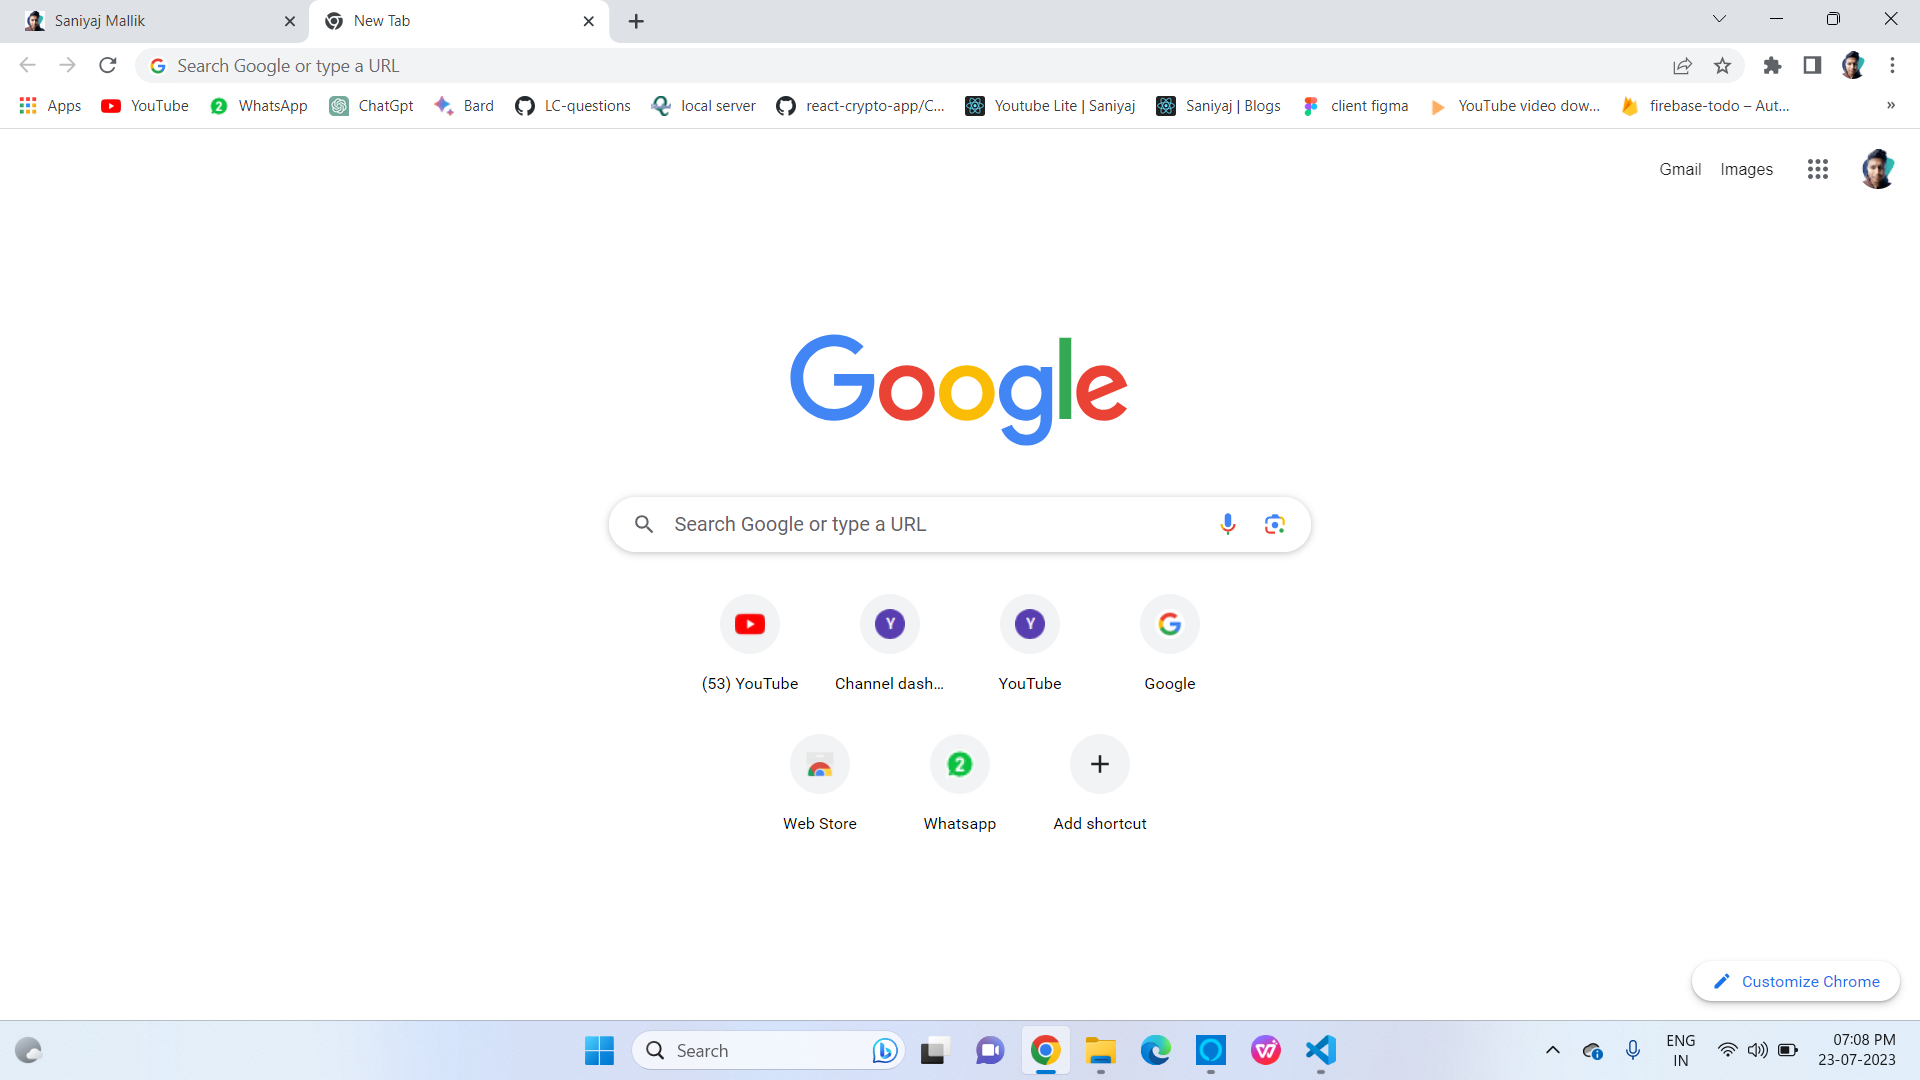 Saniyaj Mallik
New Tab
Search Google or type a URL
Apps
YouTube
WhatsApp
ChatGpt
Bard
LC-questions
local server
react-crypto-app/C...
Youtube Lite | Saniyaj
Saniyaj | Blogs
client figma
YouTube video dow...
firebase-todo – Aut...
»
Gmail
Images
Google
Search Google or type a URL
Y
Y
(53) YouTube
Channel dash...
YouTube
Google
2
Web Store
Whatsapp
Add shortcut
Customize Chrome
Search
ENG
IN
07:08 PM
23-07-2023